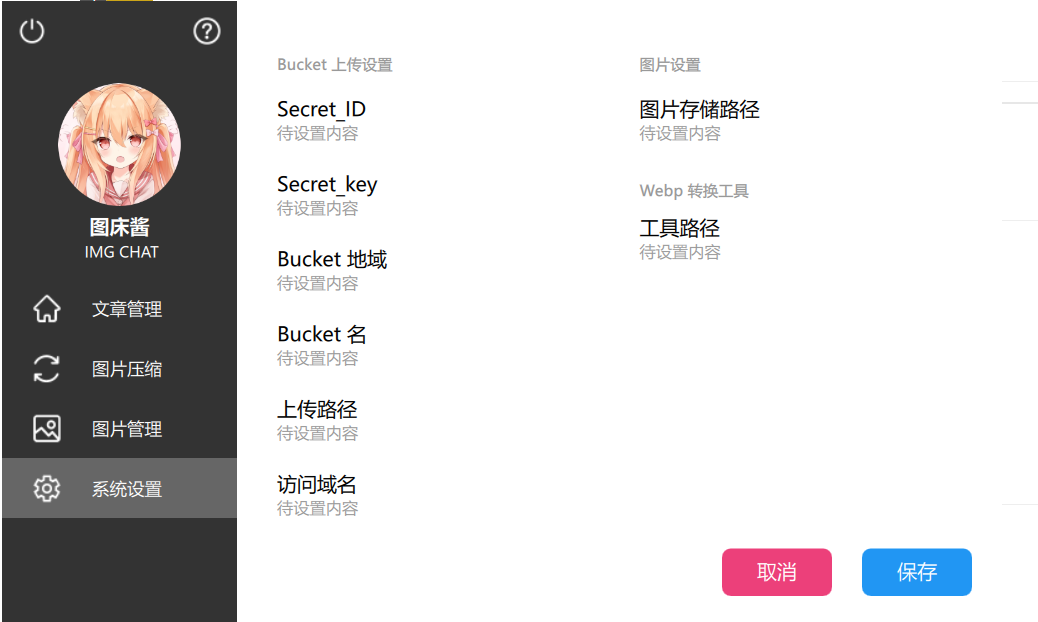 图床酱
IMG CHAT
文章管理
图片压缩
图片管理
系统设置
Bucket 上传设置
Secret_ID
待设置内容
Secret_key
待设置内容
Bucket 地域
待设置内容
Bucket 名
待设置内容
上传路径
待设置内容
访问域名
待设置内容
图片设置
图片存储路径
待设置内容
Webp 转换工具
工具路径
待设置内容
取消
保存